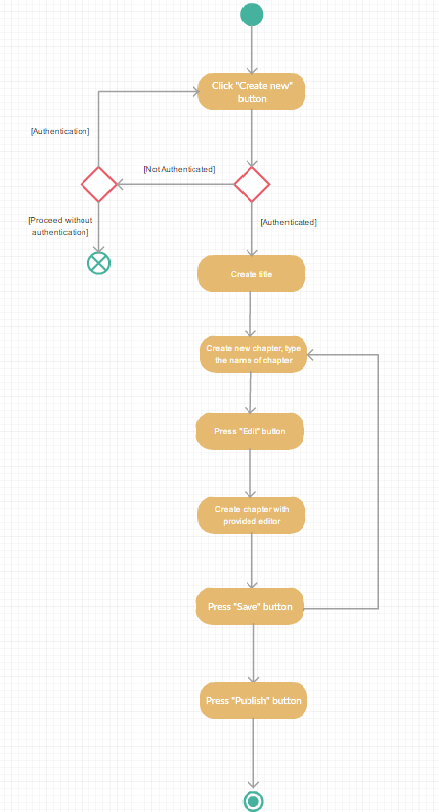 Click "Create new"
button
[Authentication]
[Not Authenticated]
[Proceed without
authentication]
[Authenticated]
Create title
Create new chapter, type
the name of chapter
Press "Edit" button
Create chapter with
provided editor
Press "Save" button
Press "Publish" button